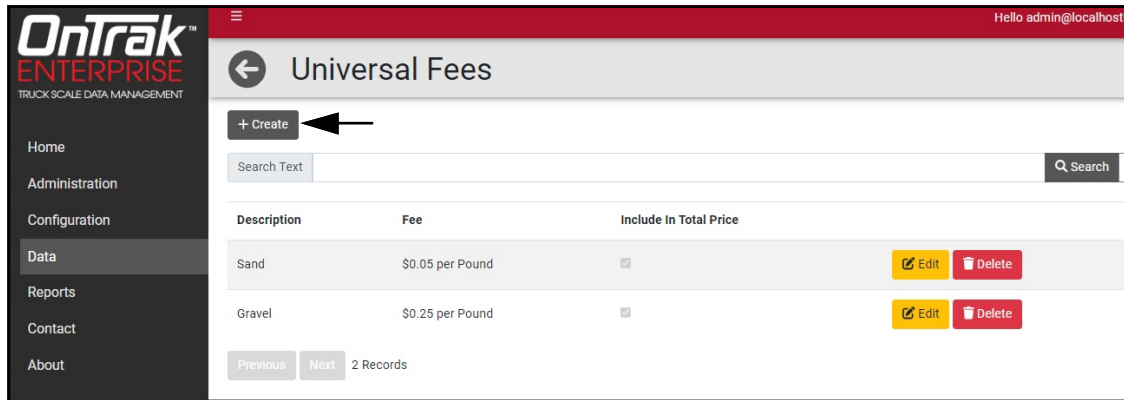 OnTrak™
ENTERPRISE
TRUCK SCALE DATA MANAGEMENT
Home
Administration
Configuration
Data
Reports
Contact
About
Hello admin@localhost
Universal Fees
+ Create
Search Text Search
Description Fee Include In Total Price
Sand $0.05 per Pound Edit Delete
Gravel $0.25 per Pound Edit Delete
Previous Next 2 Records